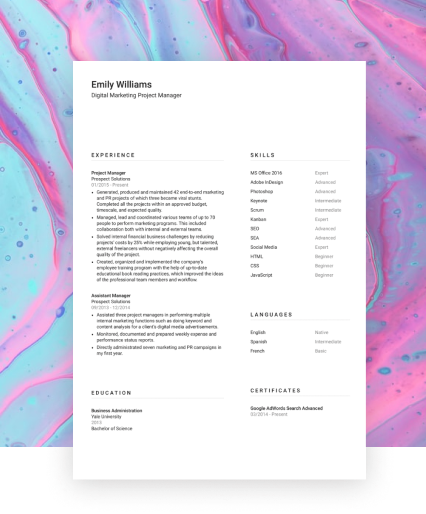 Emily Williams
Digital Marketing Project Manager
EXPERIENCE
Project Manager
Prospect Solutions
01/2015 - Present
• Generated, produced and maintained 42 end-to-end marketing
and PR projects of which three became viral stunts.
Completed all the projects within an approved budget,
timescale, and expected quality.
• Managed, lead and coordinated various teams of up to 70
people to perform marketing programs. This included
collaboration both with internal and external teams.
• Solved internal financial business challenges by reducing
projects' costs by 25% while employing young, but talented,
external freelancers without negatively affecting the overall
quality of the project.
• Created, organized and implemented the company's
employee training program with the help of up-to-date
educational book reading practices, which improved the ideas
of the professional team members and workflow
Assistant Manager
Prospect Solutions
- 12/2014
• Assisted three project managers in performing multiple
internal marketing functions such as doing keyword and
content analysis for a client's digital media advertisements.
• Monitored, documented and prepared weekly expense and
performance status reports.
• Directly administrated seven marketing and PR campaigns in
my first year.
EDUCATION
Business Administration
Yale University
2013
Bachelor of Science
SKILLS
MS Office 2016 Expert
Adobe InDesign Advanced
Photoshop Advanced
Keynote Intermediate
Scrum Intermediate
Kanban Expert
SEO Advanced
SEA Advanced
Social Media Expert
HTML Beginner
CSS Beginner
JavaScript Beginner
LANGUAGES
English Native
Spanish Intermediate
French Basic
CERTIFICATES
Google AdWords Search Advanced
03/2014 - Present